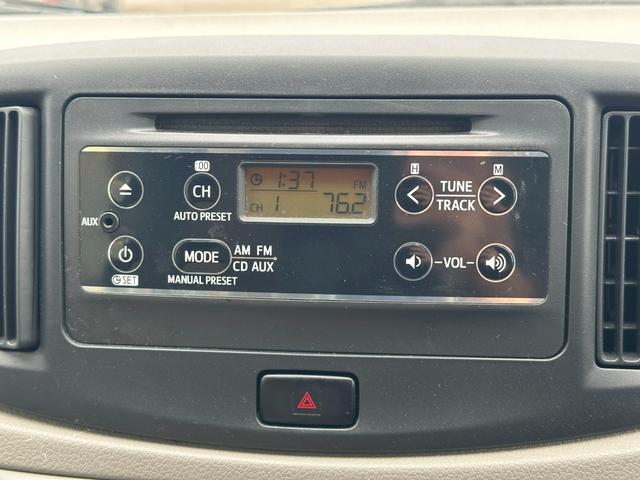 :00
H
M
CH
AUTO PRESET
1:37
FM
CH 1 76.2
<
TUNE
TRACK
>
AUX
SET
MODE
AM FM
CD AUX
MANUAL PRESET
-VOL-